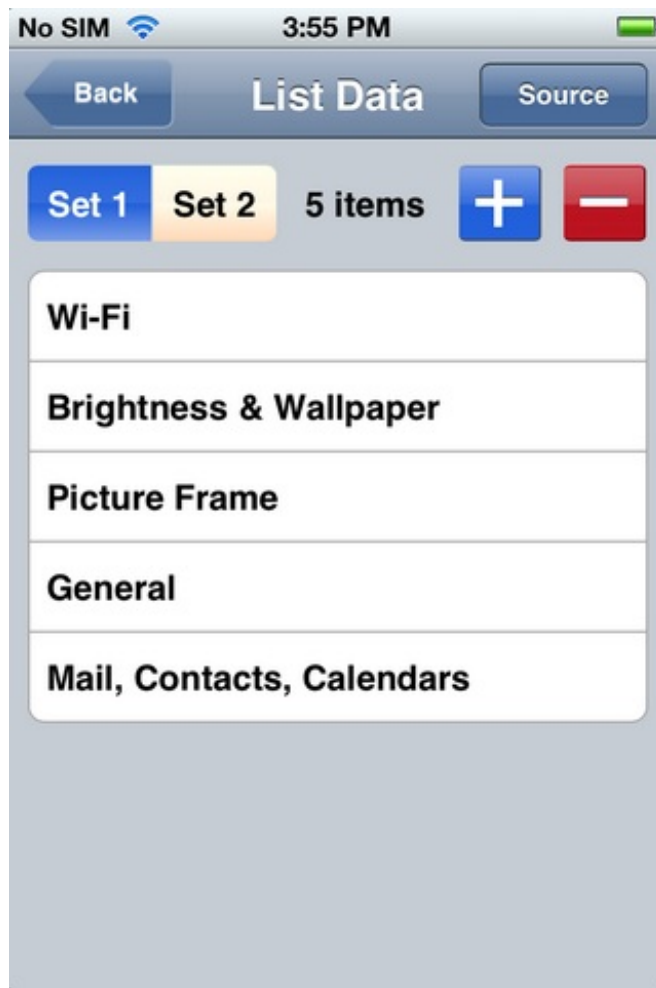 No SIM 3:55 PM
Back List Data Source
Set 1 Set 2 5 items + −
Wi-Fi
Brightness & Wallpaper
Picture Frame
General
Mail, Contacts, Calendars